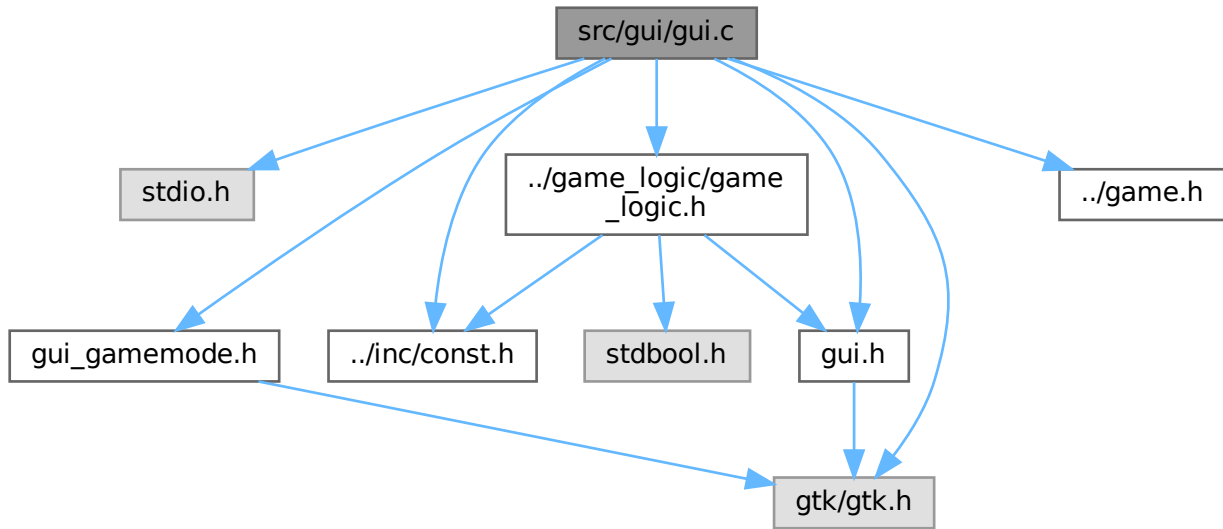 src/gui/gui.c
stdio.h
../game_logic/game
_logic.h
../game.h
gui_gamemode.h
../inc/const.h
stdbool.h
gui.h
gtk/gtk.h